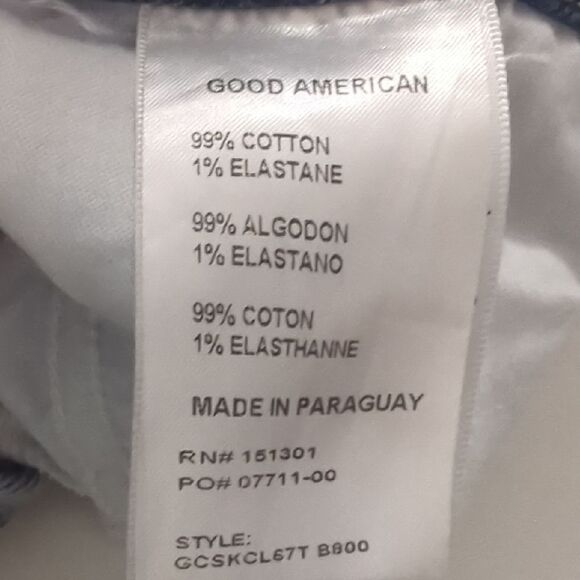 GOOD AMERICAN
99% COTTON
1% ELASTANE
99% ALGODON
1% ELASTANO
99% COTON
1% ELASTHANNE
MADE IN PARAGUAY
RN# 151301
PO# 07711-00
STYLE:
GCSKCL67T B800